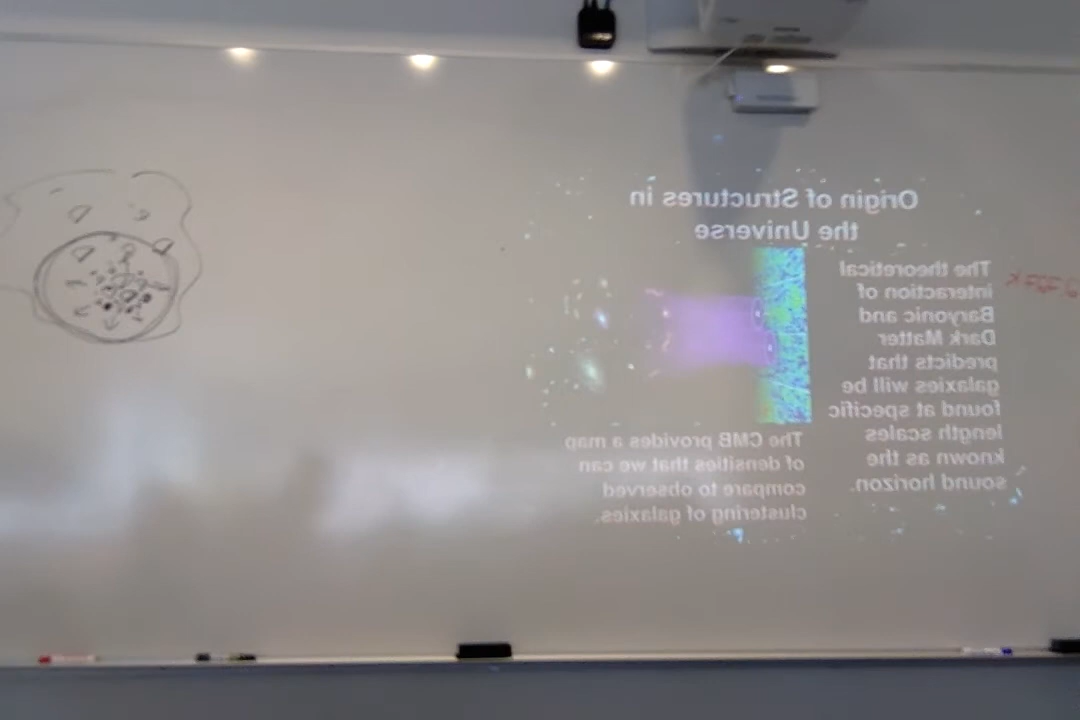 Origin of Structures in
the Universe
The theoretical
interaction of
Baryonic and
Dark Matter
predicts that
galaxies will be
found at specific
length scales
known as the
sound horizon.
The CMB provides a map
of densities that we can
compare to observed
clustering of galaxies.